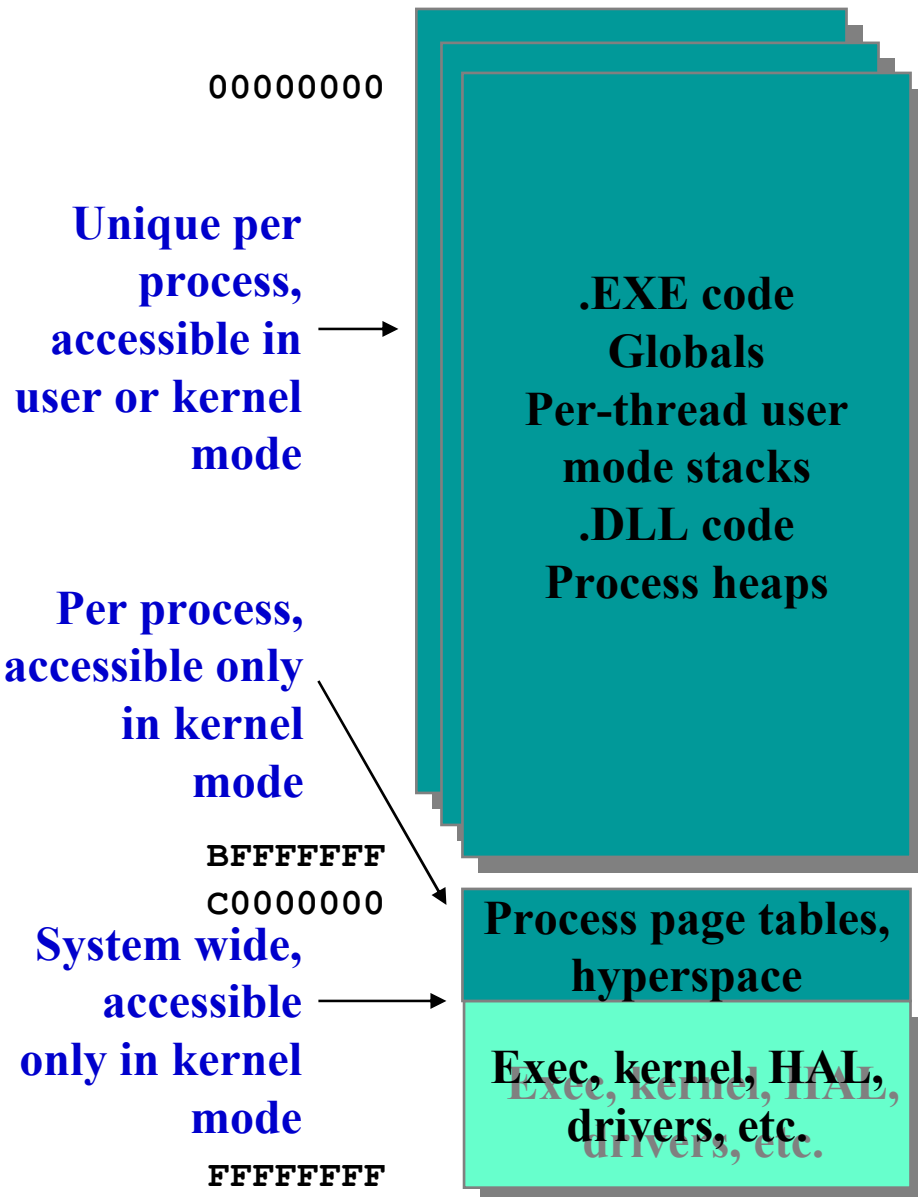 00000000
Unique per
process,
accessible in
user or kernel
mode
.EXE code
Globals
Per-thread user
mode stacks
.DLL code
Process heaps
Per process,
accessible only
in kernel
mode
BFFFFFFF
C0000000
Process page tables,
hyperspace
System wide,
accessible
only in kernel
mode
Exec, kernel, HAL,
drivers, etc.
FFFFFFFF